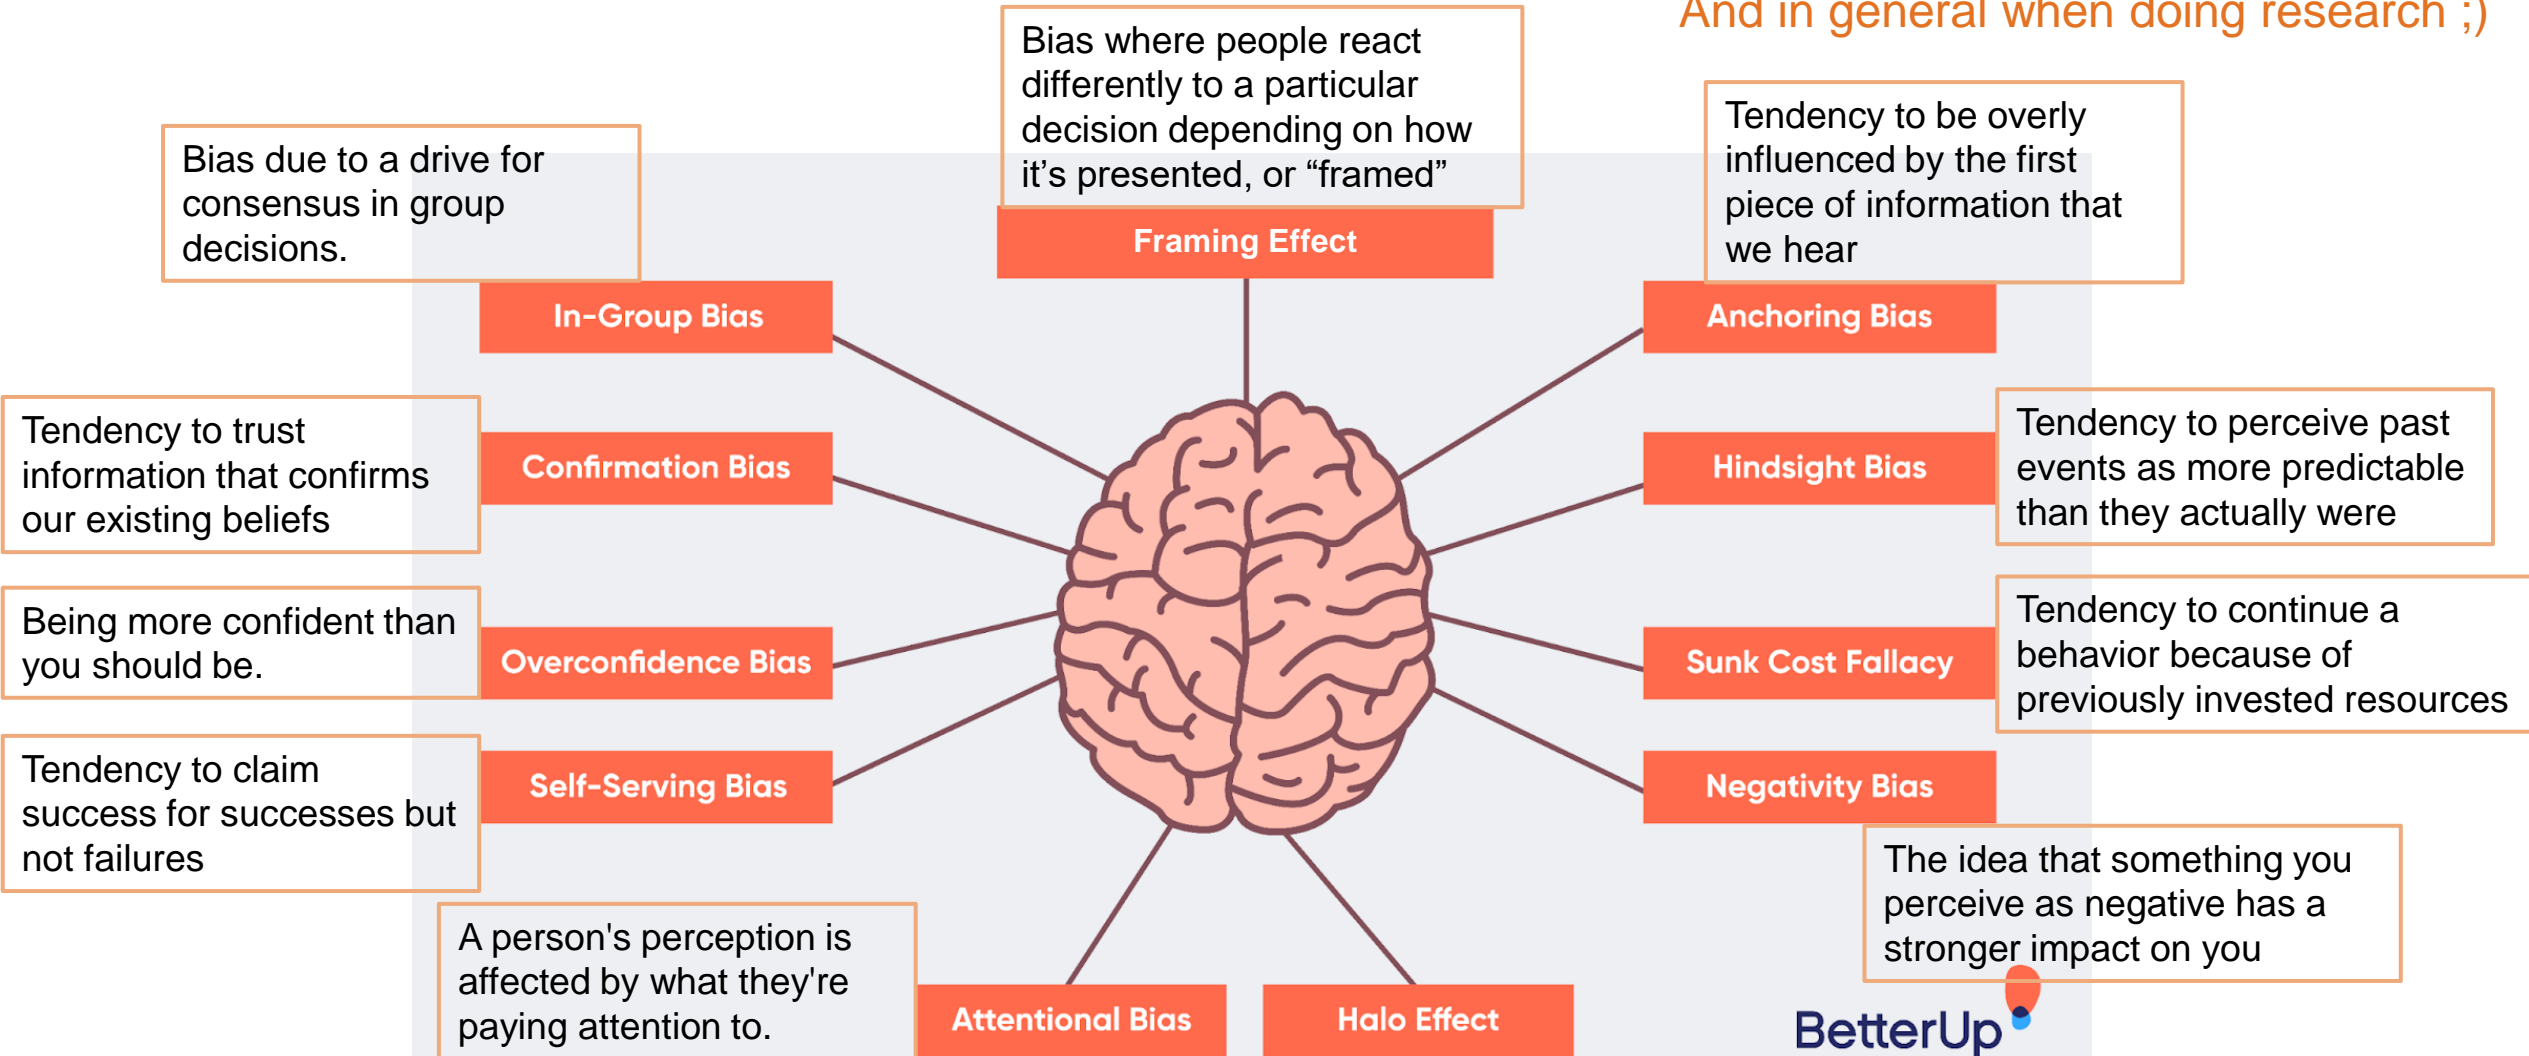 And in general when doing research ;)
Bias where people react
differently to a particular
decision depending on how
it’s presented, or “framed”
Framing Effect
Tendency to be overly
influenced by the first
piece of information that
we hear
Anchoring Bias
Bias due to a drive for
consensus in group
decisions.
In-Group Bias
Tendency to trust
information that confirms
our existing beliefs
Confirmation Bias
Hindsight Bias
Tendency to perceive past
events as more predictable
than they actually were
Being more confident than
you should be.
Overconfidence Bias
Sunk Cost Fallacy
Tendency to continue a
behavior because of
previously invested resources
Tendency to claim
success for successes but
not failures
Self-Serving Bias
Negativity Bias
The idea that something you
perceive as negative has a
stronger impact on you
A person's perception is
affected by what they're
paying attention to.
Attentional Bias
Halo Effect
BetterUp